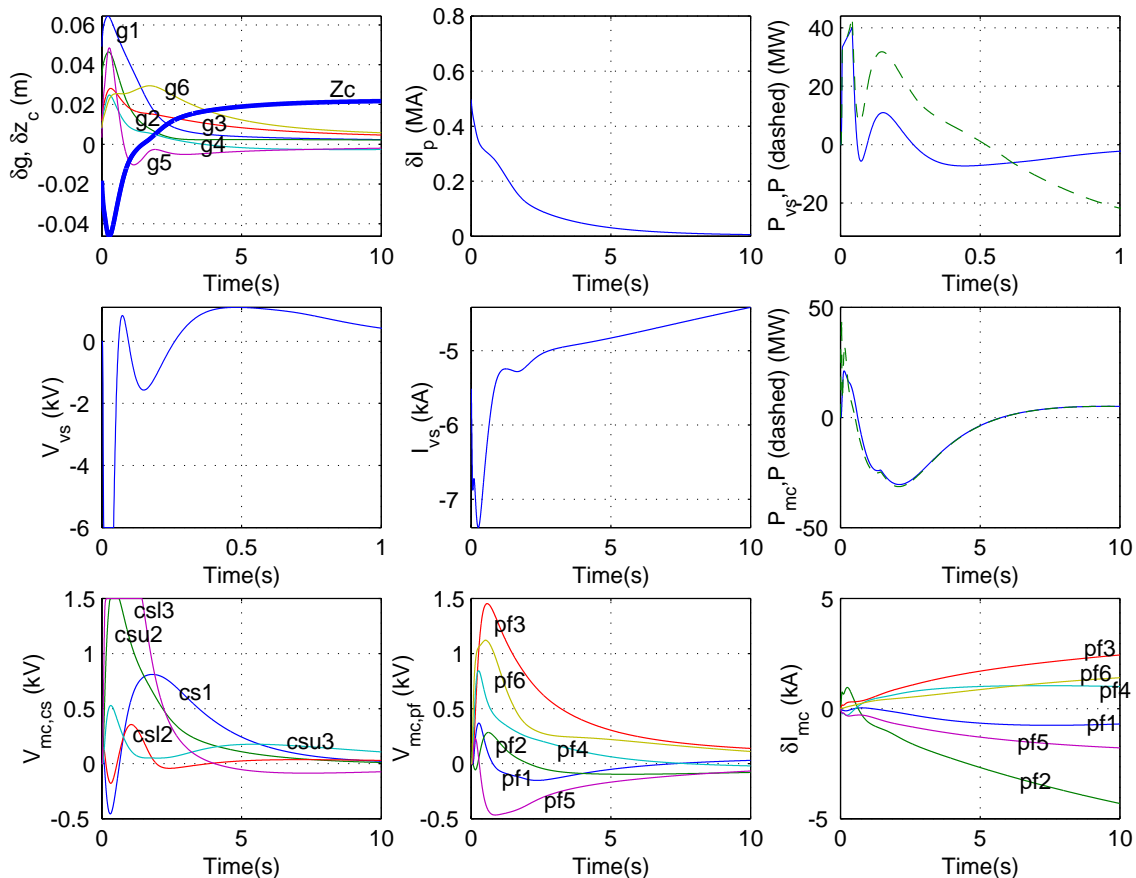 0.06
0.04
0.02
0
-0.02
-0.04
δg, δz_c (m)
g1
g6
Zc
g2
g3
g4
g5
0
5
10
Time(s)
0.8
0.6
0.4
0.2
0
δI_p (MA)
0
5
10
Time(s)
40
20
0
-20
P_vs,P (dashed) (MW)
0
0.5
1
Time(s)
0
-2
-4
-6
V_vs (kV)
0
0.5
1
Time(s)
-5
-6
-7
I_vs (kA)
0
5
10
Time(s)
50
0
-50
P_mc,P (dashed) (MW)
0
5
10
Time(s)
1.5
1
0.5
0
-0.5
V_mc,cs (kV)
csl3
csu2
cs1
csl2
csu3
0
5
10
Time(s)
1.5
1
0.5
0
-0.5
V_mc,pf (kV)
pf3
pf6
pf2
pf4
pf1
pf5
0
5
10
Time(s)
5
0
-5
δI_mc (kA)
pf3
pf6
pf4
pf1
pf5
pf2
0
5
10
Time(s)